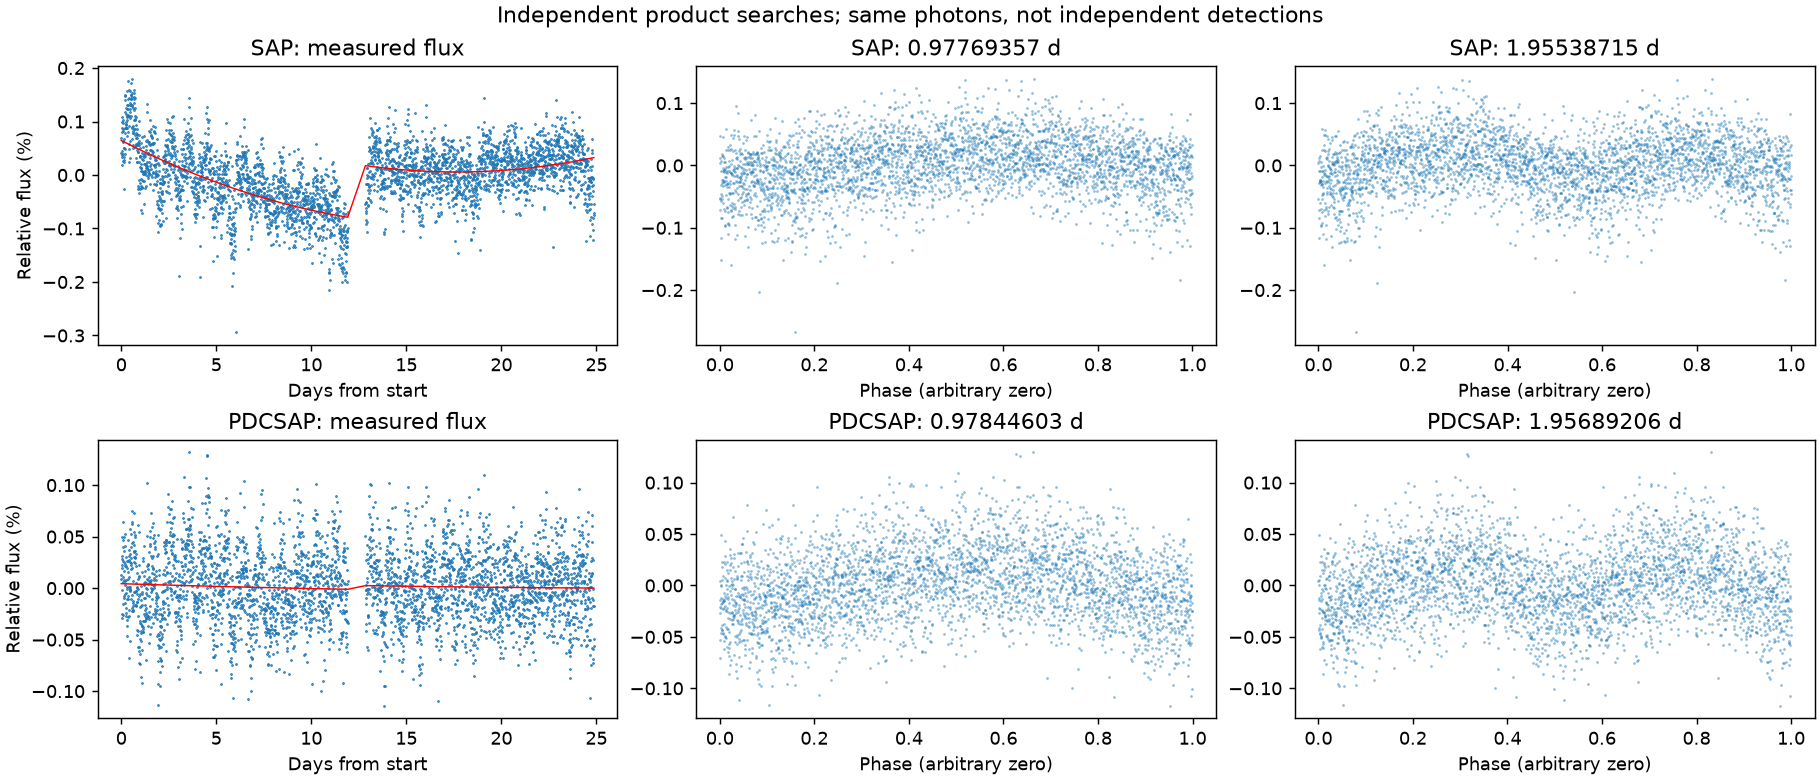 Independent product searches; same photons, not independent detections
SAP: measured flux
SAP: 0.97769357 d
SAP: 1.95538715 d
Relative flux (%)
0.2
0.1
0.0
−0.1
−0.2
−0.3
0 5 10 15 20 25
Days from start
0.1
0.0
−0.1
−0.2
0.0 0.2 0.4 0.6 0.8 1.0
Phase (arbitrary zero)
0.1
0.0
−0.1
−0.2
0.0 0.2 0.4 0.6 0.8 1.0
Phase (arbitrary zero)
PDCSAP: measured flux
PDCSAP: 0.97844603 d
PDCSAP: 1.95689206 d
Relative flux (%)
0.10
0.05
0.00
−0.05
−0.10
0 5 10 15 20 25
Days from start
0.10
0.05
0.00
−0.05
−0.10
0.0 0.2 0.4 0.6 0.8 1.0
Phase (arbitrary zero)
0.10
0.05
0.00
−0.05
−0.10
0.0 0.2 0.4 0.6 0.8 1.0
Phase (arbitrary zero)